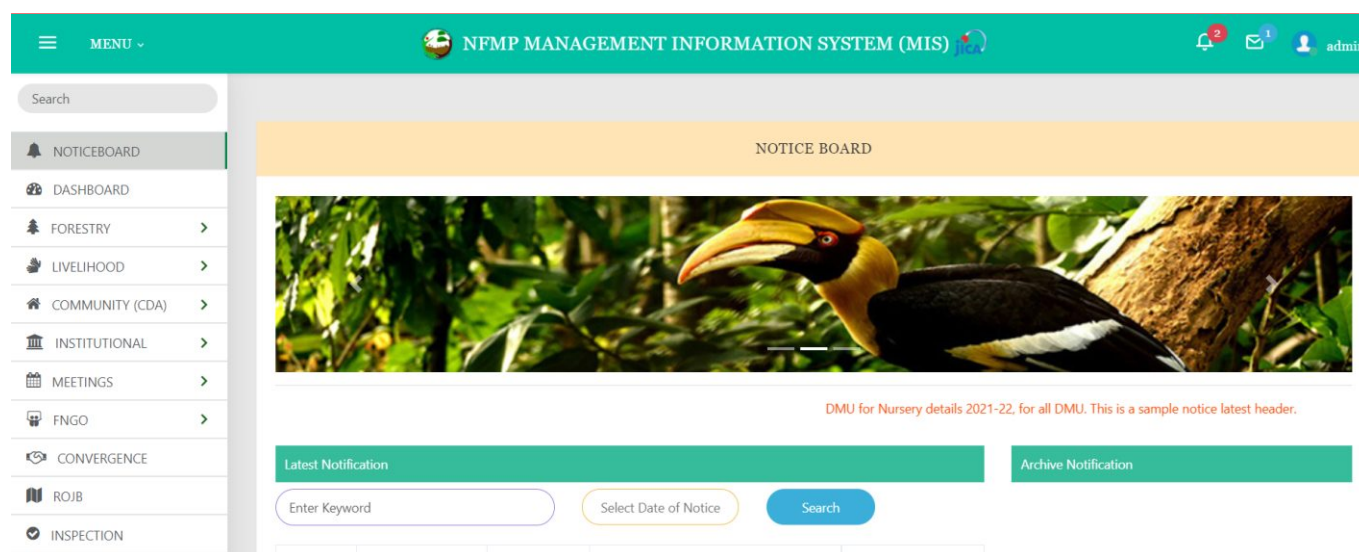 MENU
NFMP MANAGEMENT INFORMATION SYSTEM (MIS)
jica
2
1
admin
Search
NOTICEBOARD
DASHBOARD
FORESTRY
LIVELIHOOD
COMMUNITY (CDA)
INSTITUTIONAL
MEETINGS
FNGO
CONVERGENCE
ROJB
INSPECTION
NOTICE BOARD
DMU for Nursery details 2021-22, for all DMU. This is a sample notice latest header.
Latest Notification
Archive Notification
Enter Keyword
Select Date of Notice
Search